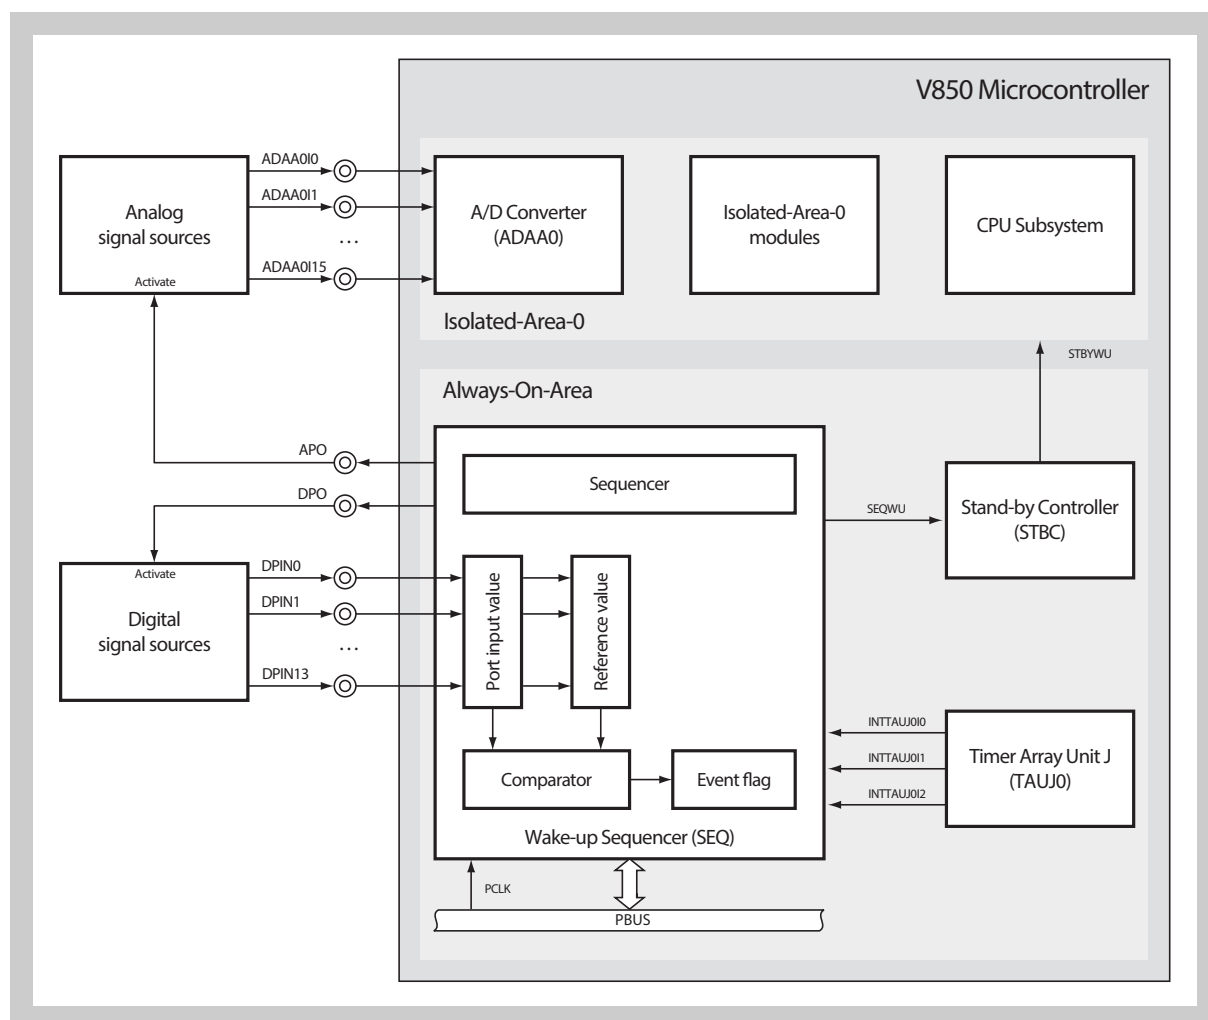 V850 Microcontroller
ADAA0I0
ADAA0I1
…
ADAA0I15
Analog
signal sources
Activate
A/D Converter
(ADAA0)
Isolated-Area-0
modules
CPU Subsystem
Isolated-Area-0
STBYWU
Always-On-Area
APO
DPO
Sequencer
SEQWU
Stand-by Controller
(STBC)
Activate
Digital
signal sources
DPIN0
DPIN1
…
DPIN13
Port input value
Reference value
Comparator
Event flag
INTTAUJ0I0
INTTAUJ0I1
INTTAUJ0I2
Timer Array Unit J
(TAUJ0)
Wake-up Sequencer (SEQ)
PCLK
PBUS